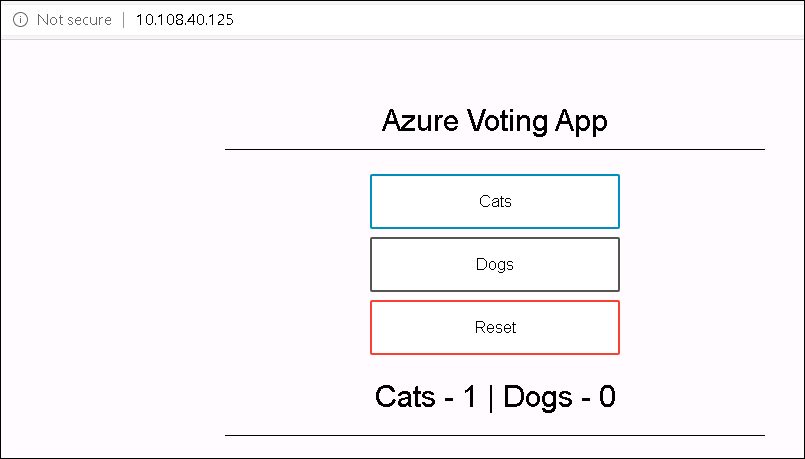 Not secure | 10.108.40.125
Azure Voting App
Cats
Dogs
Reset
Cats - 1 | Dogs - 0